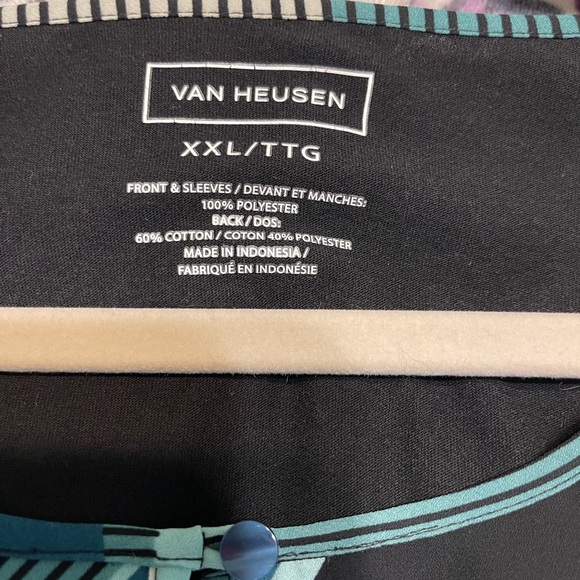 VAN HEUSEN
XXL/TTG
FRONT & SLEEVES / DEVANT ET MANCHES:
100% POLYESTER
BACK / DOS:
60% COTTON / COTON 40% POLYESTER
MADE IN INDONESIA /
FABRIQUÉ EN INDONÉSIE